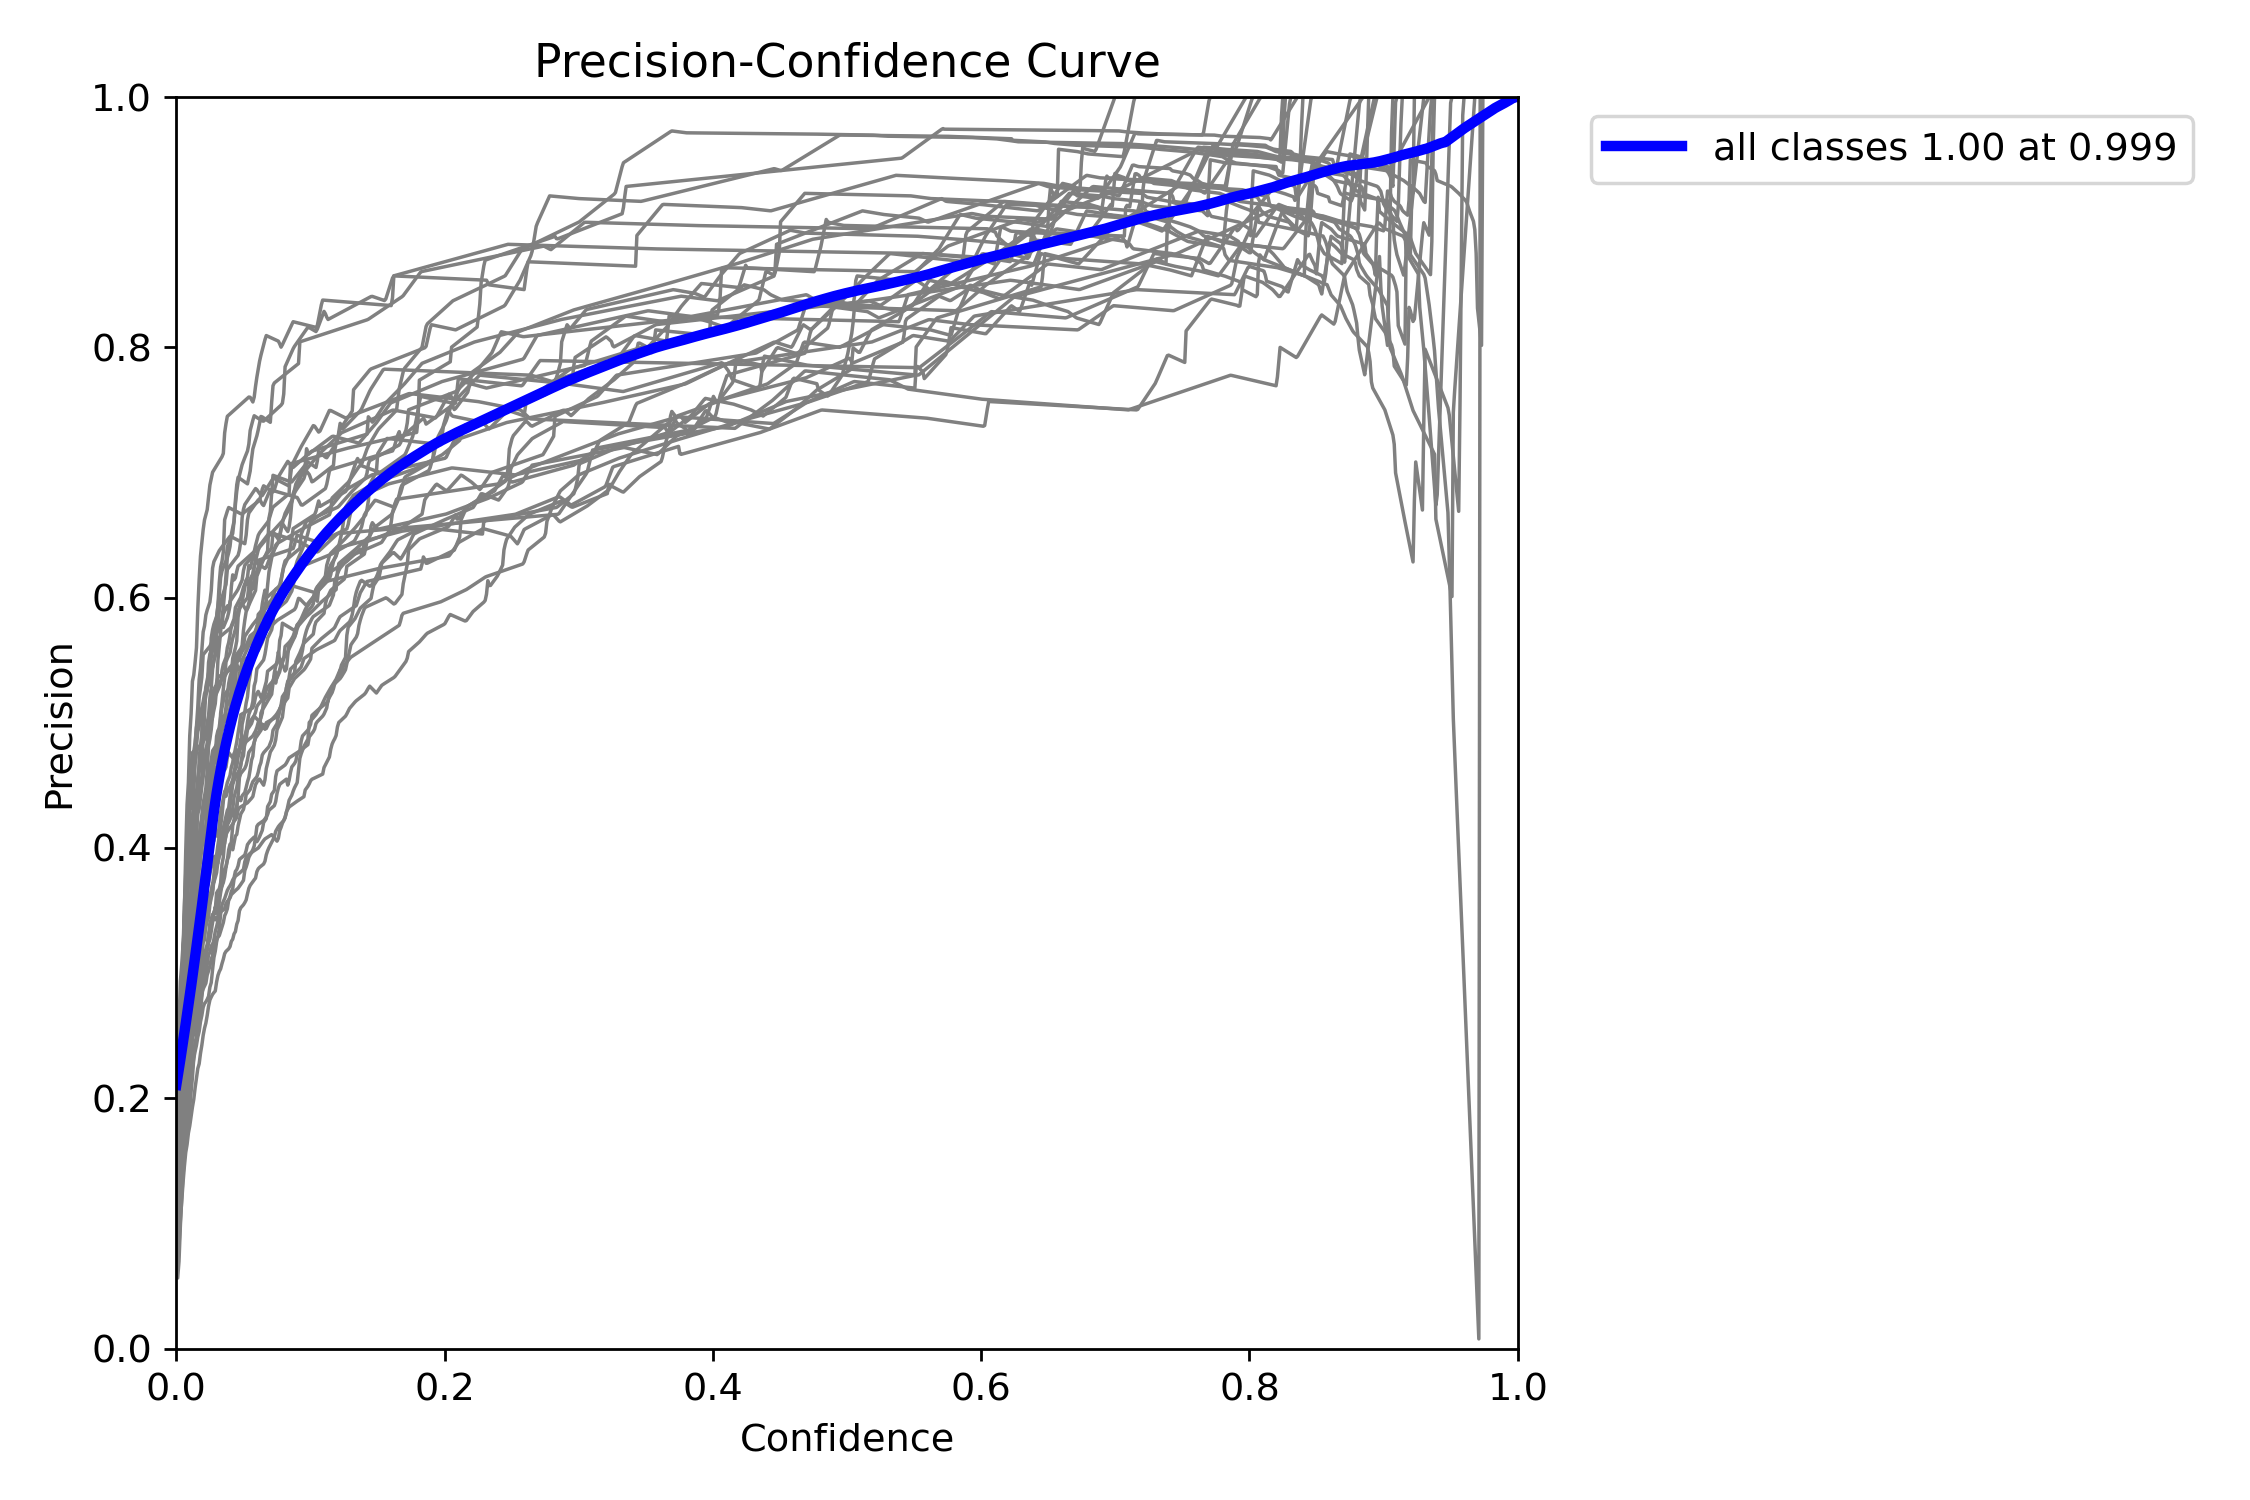 Precision-Confidence Curve
1.0
0.8
0.6
0.4
0.2
0.0
Precision
0.0 0.2 0.4 0.6 0.8 1.0
Confidence
all classes 1.00 at 0.999